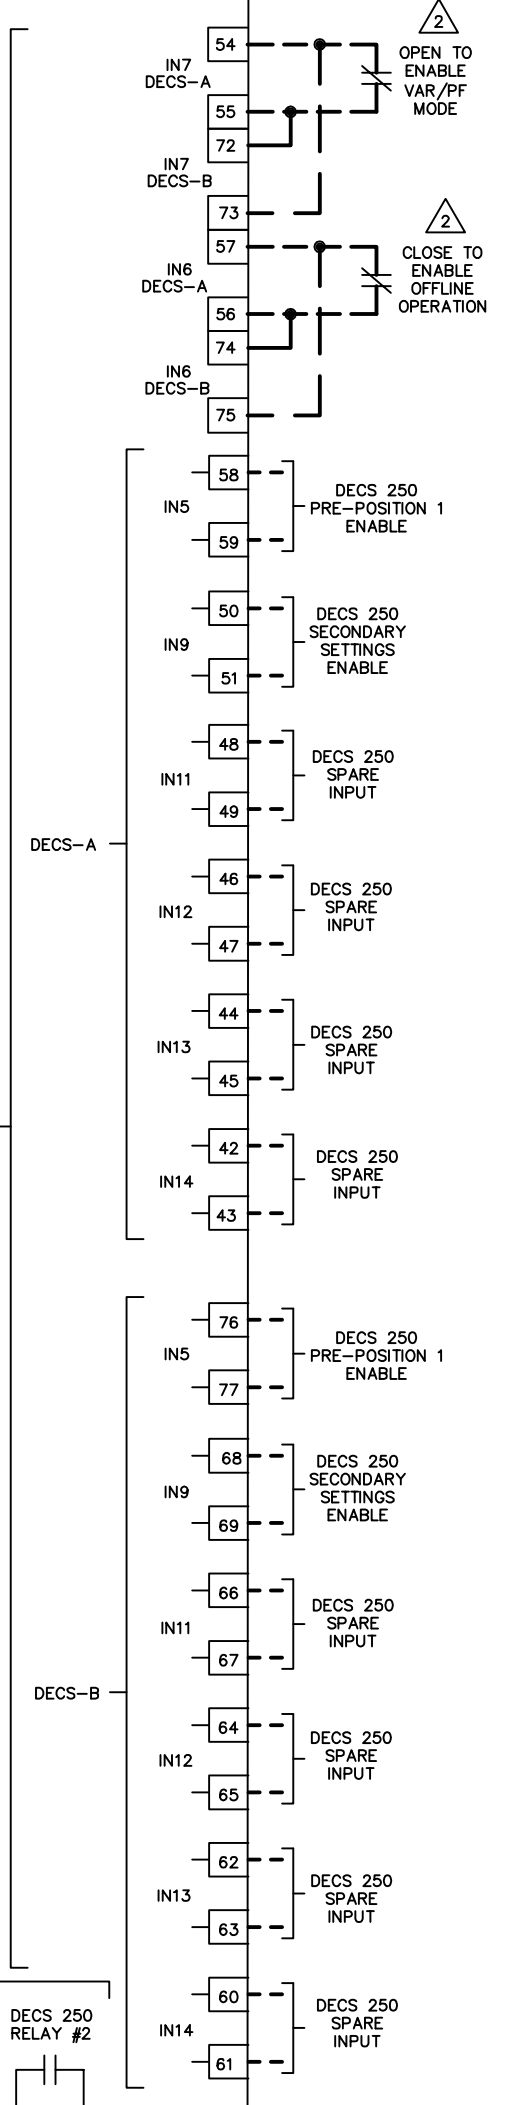 54
2
OPEN TO
ENABLE
VAR/PF
MODE
IN7
DECS-A
55
72
IN7
DECS-B
73
57
2
CLOSE TO
ENABLE
OFFLINE
OPERATION
IN6
DECS-A
56
74
IN6
DECS-B
75
DECS-A
58
IN5
59
DECS 250
PRE-POSITION 1
ENABLE
50
IN9
51
DECS 250
SECONDARY
SETTINGS
ENABLE
48
IN11
49
DECS 250
SPARE
INPUT
46
IN12
47
DECS 250
SPARE
INPUT
44
IN13
45
DECS 250
SPARE
INPUT
42
IN14
43
DECS 250
SPARE
INPUT
DECS-B
76
IN5
77
DECS 250
PRE-POSITION 1
ENABLE
68
IN9
69
DECS 250
SECONDARY
SETTINGS
ENABLE
66
IN11
67
DECS 250
SPARE
INPUT
64
IN12
65
DECS 250
SPARE
INPUT
62
IN13
63
DECS 250
SPARE
INPUT
60
IN14
61
DECS 250
SPARE
INPUT
DECS 250
RELAY #2